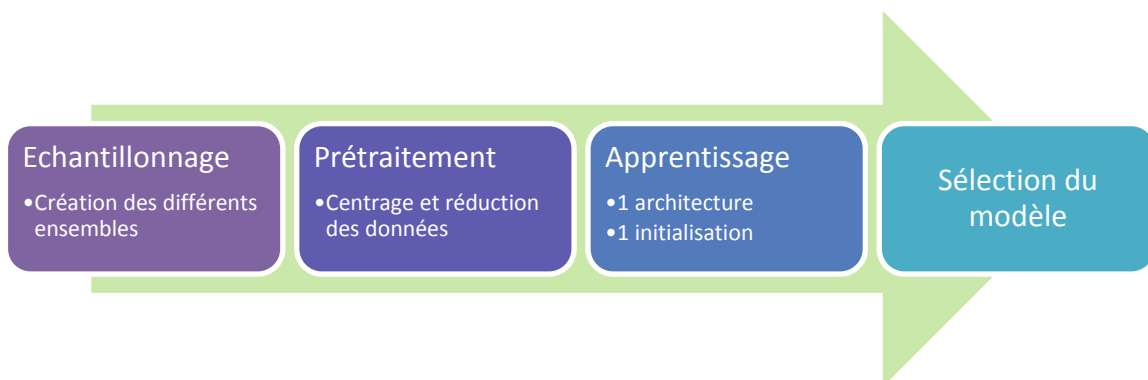 Echantillonnage
•Création des différents
ensembles
Prétraitement
•Centrage et réduction
des données
Apprentissage
•1 architecture
•1 initialisation
Sélection du
modèle